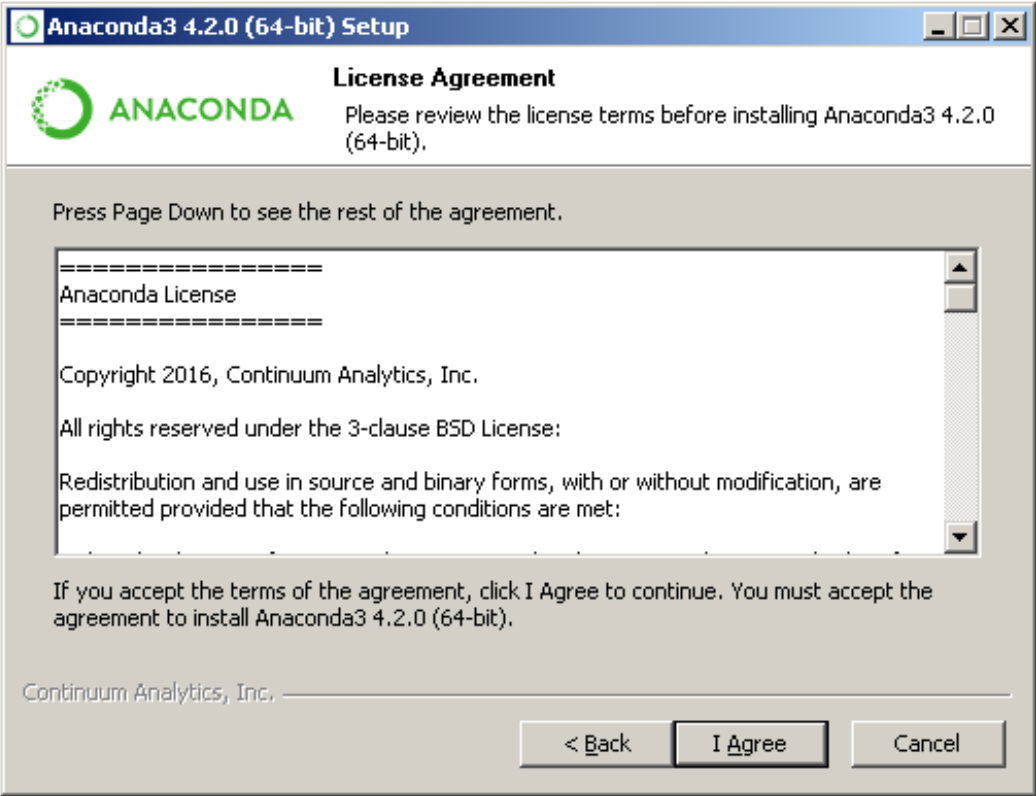 Anaconda3 4.2.0 (64-bit) Setup
ANACONDA
License Agreement
Please review the license terms before installing Anaconda3 4.2.0
(64-bit).
Press Page Down to see the rest of the agreement.
================
Anaconda License
================
Copyright 2016, Continuum Analytics, Inc.
All rights reserved under the 3-clause BSD License:
Redistribution and use in source and binary forms, with or without modification, are
permitted provided that the following conditions are met:
If you accept the terms of the agreement, click I Agree to continue. You must accept the
agreement to install Anaconda3 4.2.0 (64-bit).
Continuum Analytics, Inc.
< Back
I Agree
Cancel